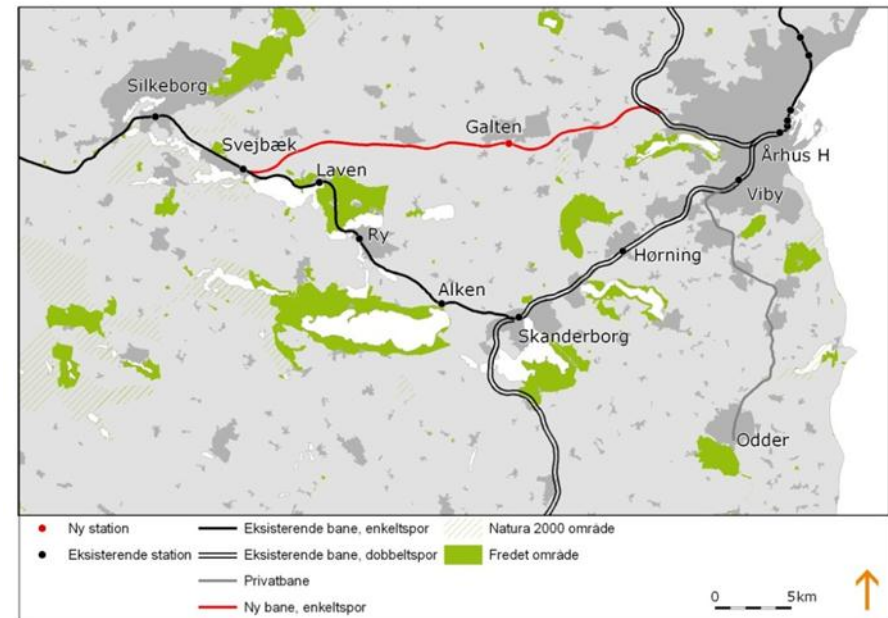 Silkeborg
Svejbæk
Galten
Laven
Århus H
Viby
Ry
Hørning
Alken
Skanderborg
Odder
Ny station
Eksisterende bane, enkeltspor
Natura 2000 område
Eksisterende station
Eksisterende bane, dobbeltspor
Fredet område
Privatbane
Ny bane, enkeltspor
0 5km